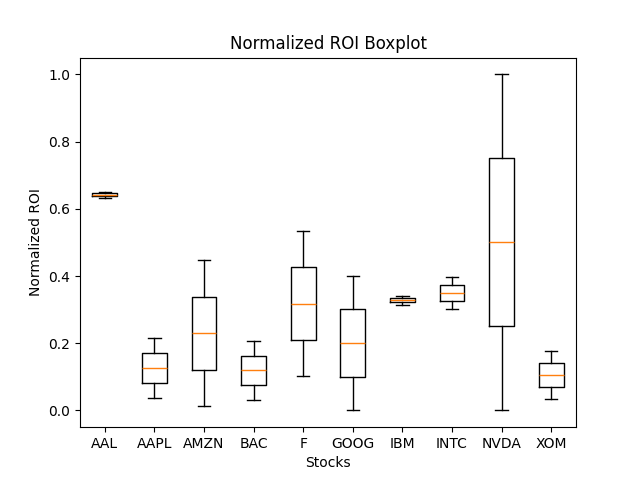 Normalized ROI Boxplot
Normalized ROI
1.0
0.8
0.6
0.4
0.2
0.0
AAL AAPL AMZN BAC F GOOG IBM INTC NVDA XOM
Stocks